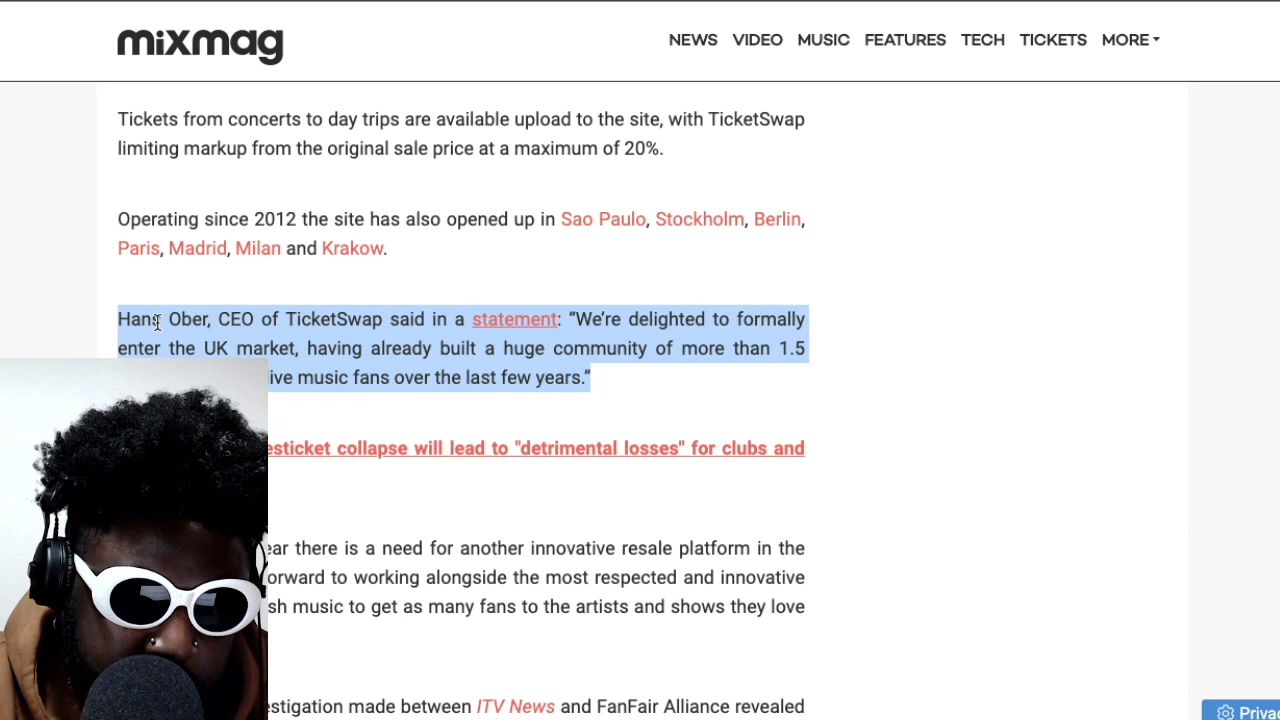 mixmag
NEWS VIDEO MUSIC FEATURES TECH TICKETS MORE
Tickets from concerts to day trips are available upload to the site, with TicketSwap
limiting markup from the original sale price at a maximum of 20%.
Operating since 2012 the site has also opened up in Sao Paulo, Stockholm, Berlin,
Paris, Madrid, Milan and Krakow.
Hans Ober, CEO of TicketSwap said in a statement: “We’re delighted to formally
enter the UK market, having already built a huge community of more than 1.5
live music fans over the last few years.”
esticket collapse will lead to "detrimental losses" for clubs and
ear there is a need for another innovative resale platform in the
orward to working alongside the most respected and innovative
sh music to get as many fans to the artists and shows they love
estigation made between ITV News and FanFair Alliance revealed
Privac